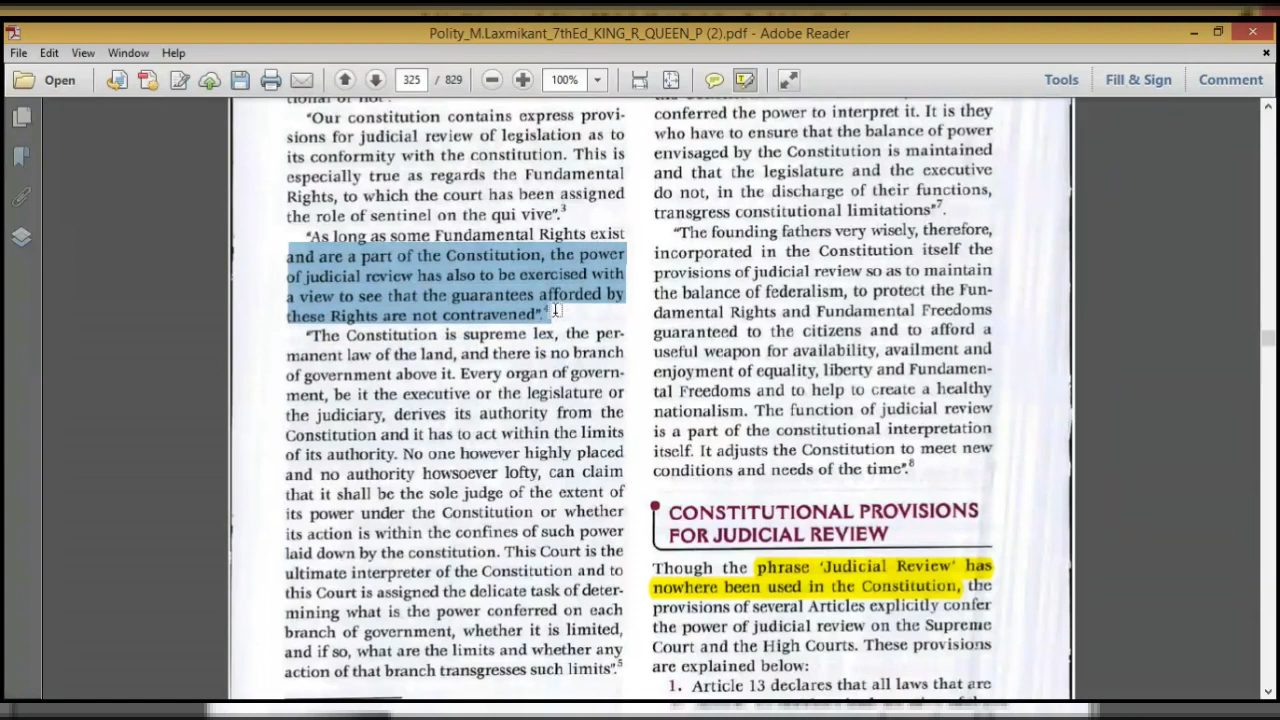 Polity_M.Laxmikant_7thEd_KING_R_QUEEN_P (2).pdf - Adobe Reader
File Edit View Window Help
Open 325 / 829 100% Tools Fill & Sign Comment
tional or not.
"Our constitution contains express provi-
sions for judicial review of legislation as to
its conformity with the constitution. This is
especially true as regards the Fundamental
Rights, to which the court has been assigned
the role of sentinel on the qui vive".3
"As long as some Fundamental Rights exist
and are a part of the Constitution, the power
of judicial review has also to be exercised with
a view to see that the guarantees afforded by
these Rights are not contravened".4
"The Constitution is supreme lex, the per-
manent law of the land, and there is no branch
of government above it. Every organ of govern-
ment, be it the executive or the legislature or
the judiciary, derives its authority from the
Constitution and it has to act within the limits
of its authority. No one however highly placed
and no authority howsoever lofty, can claim
that it shall be the sole judge of the extent of
its power under the Constitution or whether
its action is within the confines of such power
laid down by the constitution. This Court is the
ultimate interpreter of the Constitution and to
this Court is assigned the delicate task of deter-
mining what is the power conferred on each
branch of government, whether it is limited,
and if so, what are the limits and whether any
action of that branch transgresses such limits".5
conferred the power to interpret it. It is they
who have to ensure that the balance of power
envisaged by the Constitution is maintained
and that the legislature and the executive
do not, in the discharge of their functions,
transgress constitutional limitations"7.
"The founding fathers very wisely, therefore,
incorporated in the Constitution itself the
provisions of judicial review so as to maintain
the balance of federalism, to protect the Fun-
damental Rights and Fundamental Freedoms
guaranteed to the citizens and to afford a
useful weapon for availability, availment and
enjoyment of equality, liberty and Fundamen-
tal Freedoms and to help to create a healthy
nationalism. The function of judicial review
is a part of the constitutional interpretation
itself. It adjusts the Constitution to meet new
conditions and needs of the time".8
CONSTITUTIONAL PROVISIONS
FOR JUDICIAL REVIEW
Though the phrase 'Judicial Review' has
nowhere been used in the Constitution, the
provisions of several Articles explicitly confer
the power of judicial review on the Supreme
Court and the High Courts. These provisions
are explained below:
1. Article 13 declares that all laws that are